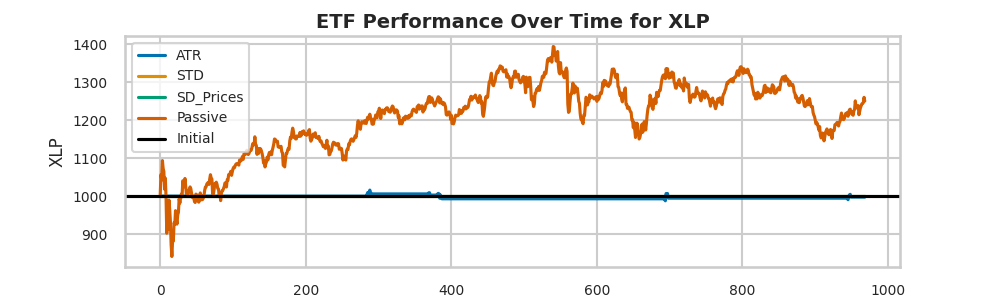 ETF Performance Over Time for XLP
XLP
1400
1300
1200
1100
1000
900
ATR
STD
SD_Prices
Passive
Initial
0 200 400 600 800 1000